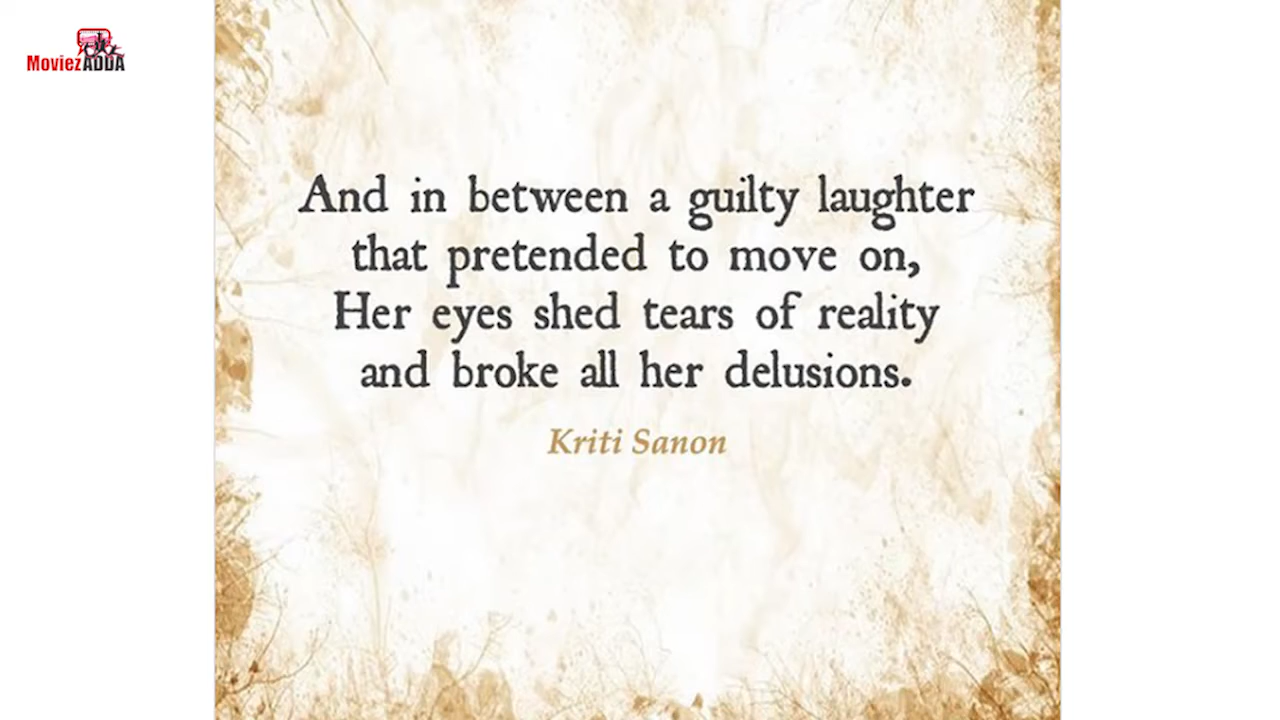 MoviezADDA
And in between a guilty laughter
that pretended to move on,
Her eyes shed tears of reality
and broke all her delusions.
Kriti Sanon